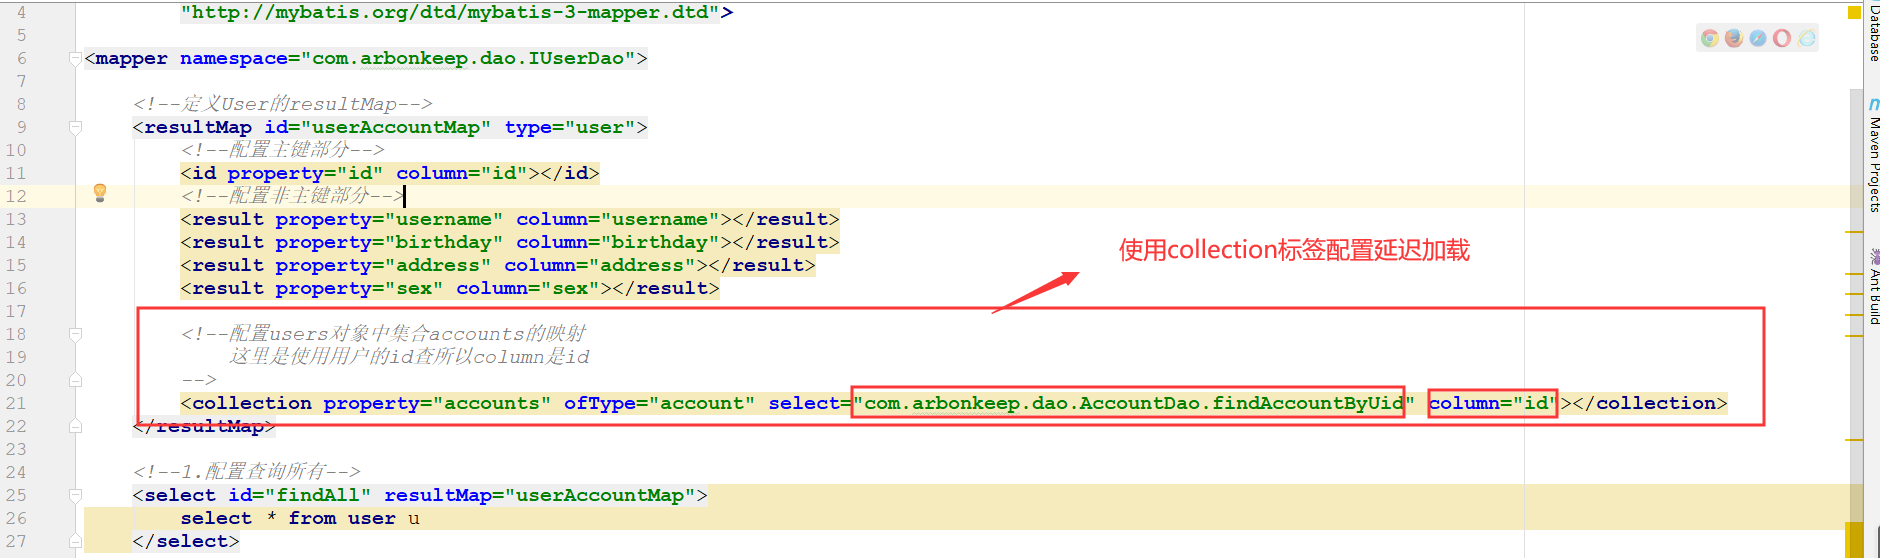 4 "http://mybatis.org/dtd/mybatis-3-mapper.dtd">
5
6 <mapper namespace="com.arbonkeep.dao.IUserDao">
7
8 <!--定义User的resultMap-->
9 <resultMap id="userAccountMap" type="user">
10 <!--配置主键部分-->
11 <id property="id" column="id"></id>
12 <!--配置非主键部分-->
13 <result property="username" column="username"></result>
14 <result property="birthday" column="birthday"></result>
使用collection标签配置延迟加载
15 <result property="address" column="address"></result>
16 <result property="sex" column="sex"></result>
17
18 <!--配置users对象中集合accounts的映射
19 这里是使用用户的id查所以column是id
20 -->
21 <collection property="accounts" ofType="account" select="com.arbonkeep.dao.AccountDao.findAccountByUid" column="id"></collection>
22 </resultMap>
23
24 <!--1.配置查询所有-->
25 <select id="findAll" resultMap="userAccountMap">
26 select * from user u
27 </select>
Database
Maven Projects
Ant Build